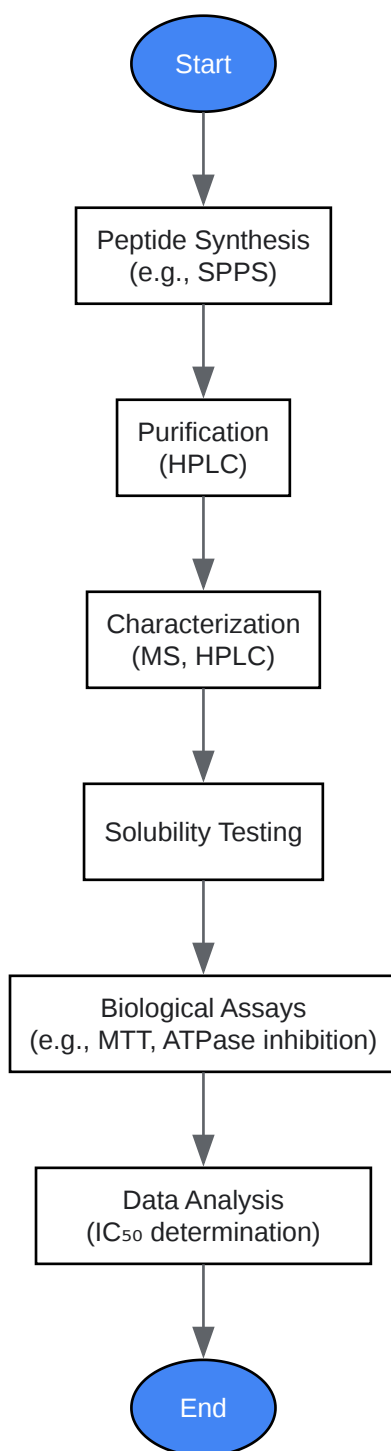 Start
Peptide Synthesis
(e.g., SPPS)
Purification
(HPLC)
Characterization
(MS, HPLC)
Solubility Testing
Biological Assays
(e.g., MTT, ATPase inhibition)
Data Analysis
(IC₅₀ determination)
End